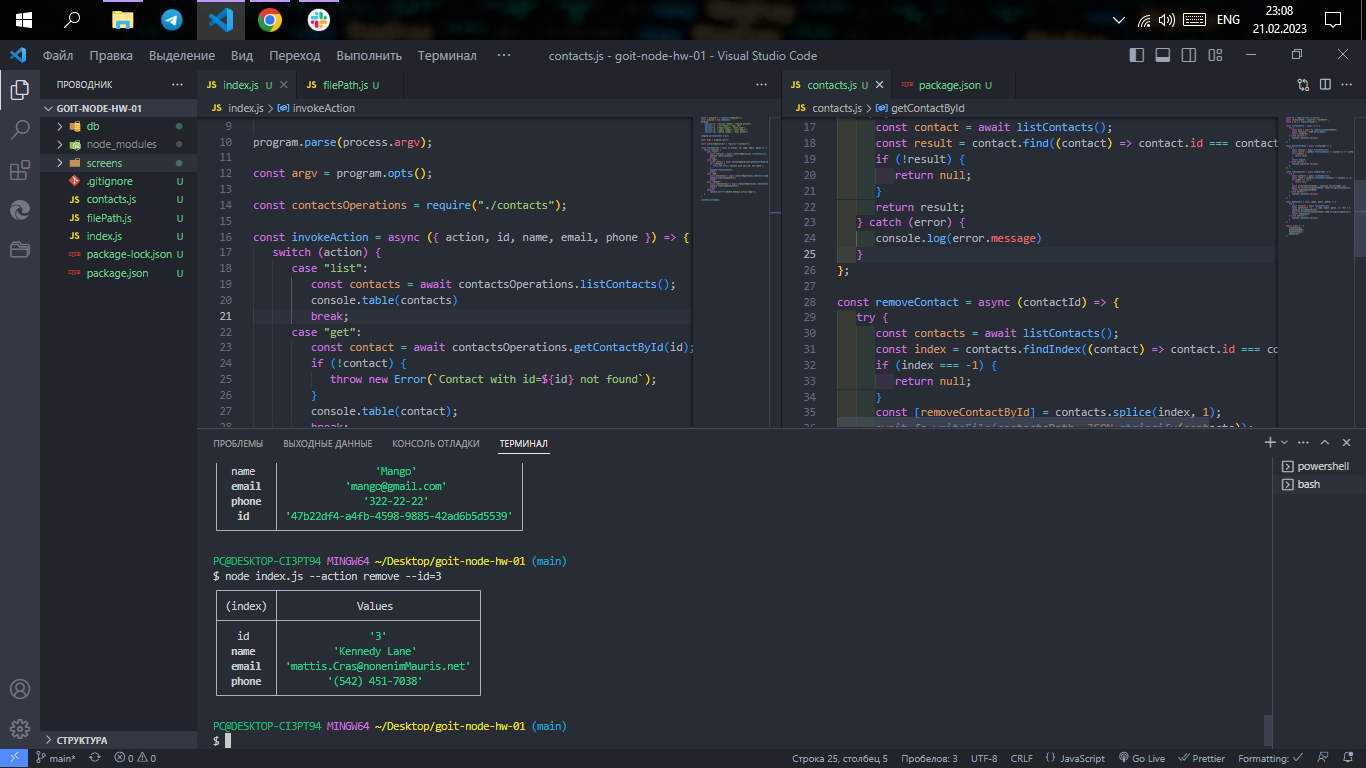 ENG
23:08
21.02.2023
Файл Правка Выделение Вид Переход Выполнить Терминал ···
contacts.js - goit-node-hw-01 - Visual Studio Code
ПРОВОДНИК ···
GOIT-NODE-HW-01
db
node_modules
screens
.gitignore U
JS contacts.js U
JS filePath.js U
JS index.js U
package-lock.json U
package.json U
СТРУКТУРА
JS index.js U
JS filePath.js U
JS index.js > invokeAction
9
10 program.parse(process.argv);
11
12 const argv = program.opts();
13
14 const contactsOperations = require("./contacts");
15
16 const invokeAction = async ({ action, id, name, email, phone }) => {
17 switch (action) {
18 case "list":
19 const contacts = await contactsOperations.listContacts();
20 console.table(contacts)
21 break;
22 case "get":
23 const contact = await contactsOperations.getContactById(id);
24 if (!contact) {
25 throw new Error(`Contact with id=${id} not found`);
26 }
27 console.table(contact);
28 break;
JS contacts.js U
package.json U
JS contacts.js > getContactById
17 const contact = await listContacts();
18 const result = contact.find((contact) => contact.id === contact
19 if (!result) {
20 return null;
21 }
22 return result;
23 } catch (error) {
24 console.log(error.message)
25 }
26 };
27
28 const removeContact = async (contactId) => {
29 try {
30 const contacts = await listContacts();
31 const index = contacts.findIndex((contact) => contact.id === co
32 if (index === -1) {
33 return null;
34 }
35 const [removeContactById] = contacts.splice(index, 1);
36 await fs.writeFile(contactsPath, JSON.stringify(contacts));
ПРОБЛЕМЫ ВЫХОДНЫЕ ДАННЫЕ КОНСОЛЬ ОТЛАДКИ ТЕРМИНАЛ
powershell
bash
name 'Mango'
email 'mango@gmail.com'
phone '322-22-22'
id '47b22df4-a4fb-4598-9885-42ad6b5d5539'
PC@DESKTOP-CI3PT94 MINGW64 ~/Desktop/goit-node-hw-01 (main)
$ node index.js --action remove --id=3
(index) Values
id '3'
name 'Kennedy Lane'
email 'mattis.Cras@nonenimMauris.net'
phone '(542) 451-7038'
PC@DESKTOP-CI3PT94 MINGW64 ~/Desktop/goit-node-hw-01 (main)
$
main* 0 0
Строка 25, столбец 5 Пробелов: 3 UTF-8 CRLF {} JavaScript Go Live Prettier Formatting: